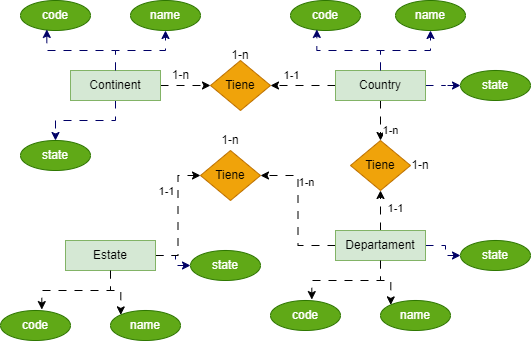 code
name
code
name
1-n
Continent
1-n
Tiene
1-1
Country
state
state
1-n
1-n
Tiene
1-n
1-1
Tiene
1-n
1-1
Estate
state
Departament
state
code
name
code
name